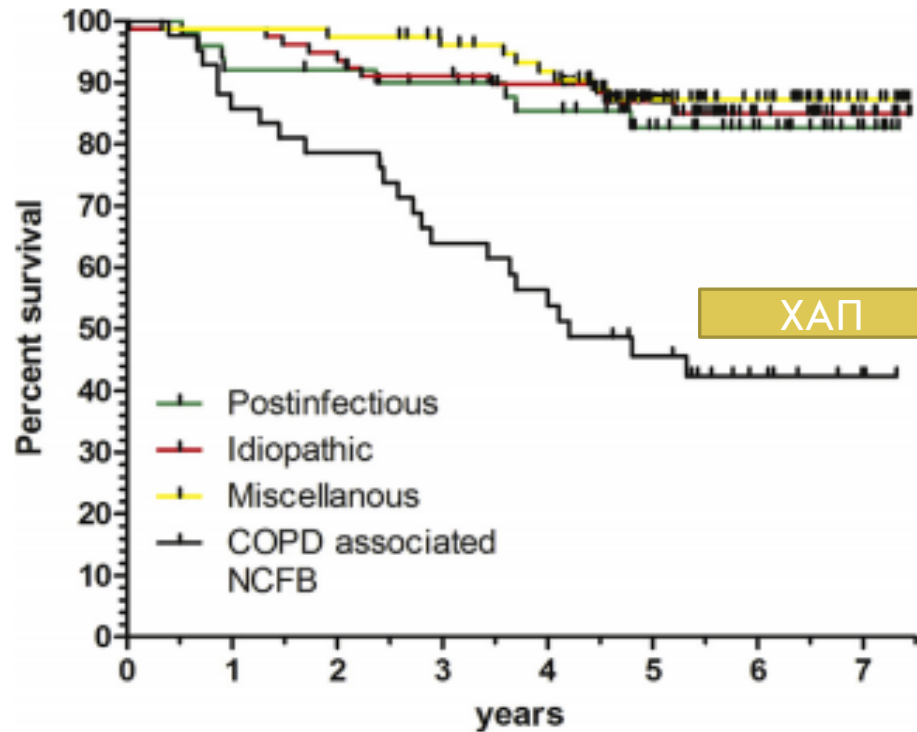 100
90
80
70
60
50
40
30
20
10
0
Percent survival
ΧΑΠ
Postinfectious
Idiopathic
Miscellanous
COPD associated
NCFB
0 1 2 3 4 5 6 7
years